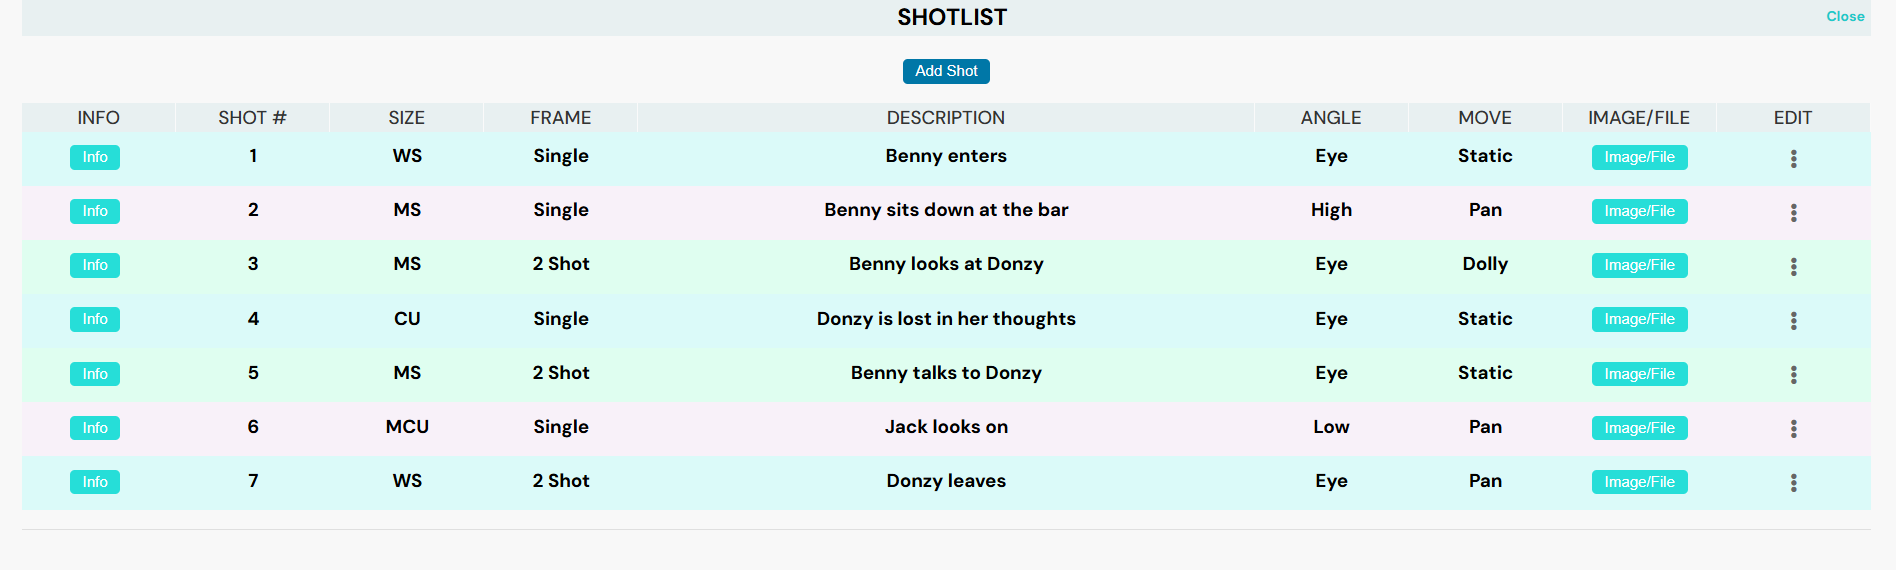 SHOTLIST Close
Add Shot
INFO SHOT # SIZE FRAME DESCRIPTION ANGLE MOVE IMAGE/FILE EDIT
Info 1 WS Single Benny enters Eye Static Image/File
Info 2 MS Single Benny sits down at the bar High Pan Image/File
Info 3 MS 2 Shot Benny looks at Donzy Eye Dolly Image/File
Info 4 CU Single Donzy is lost in her thoughts Eye Static Image/File
Info 5 MS 2 Shot Benny talks to Donzy Eye Static Image/File
Info 6 MCU Single Jack looks on Low Pan Image/File
Info 7 WS 2 Shot Donzy leaves Eye Pan Image/File